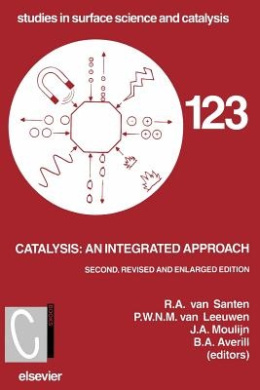 studies in surface science and catalysis
123
CATALYSIS: AN INTEGRATED APPROACH
SECOND, REVISED AND ENLARGED EDITION
R.A. van Santen
P.W.N.M. van Leeuwen
J.A. Moulijn
B.A. Averill
(editors)
C
elsevier